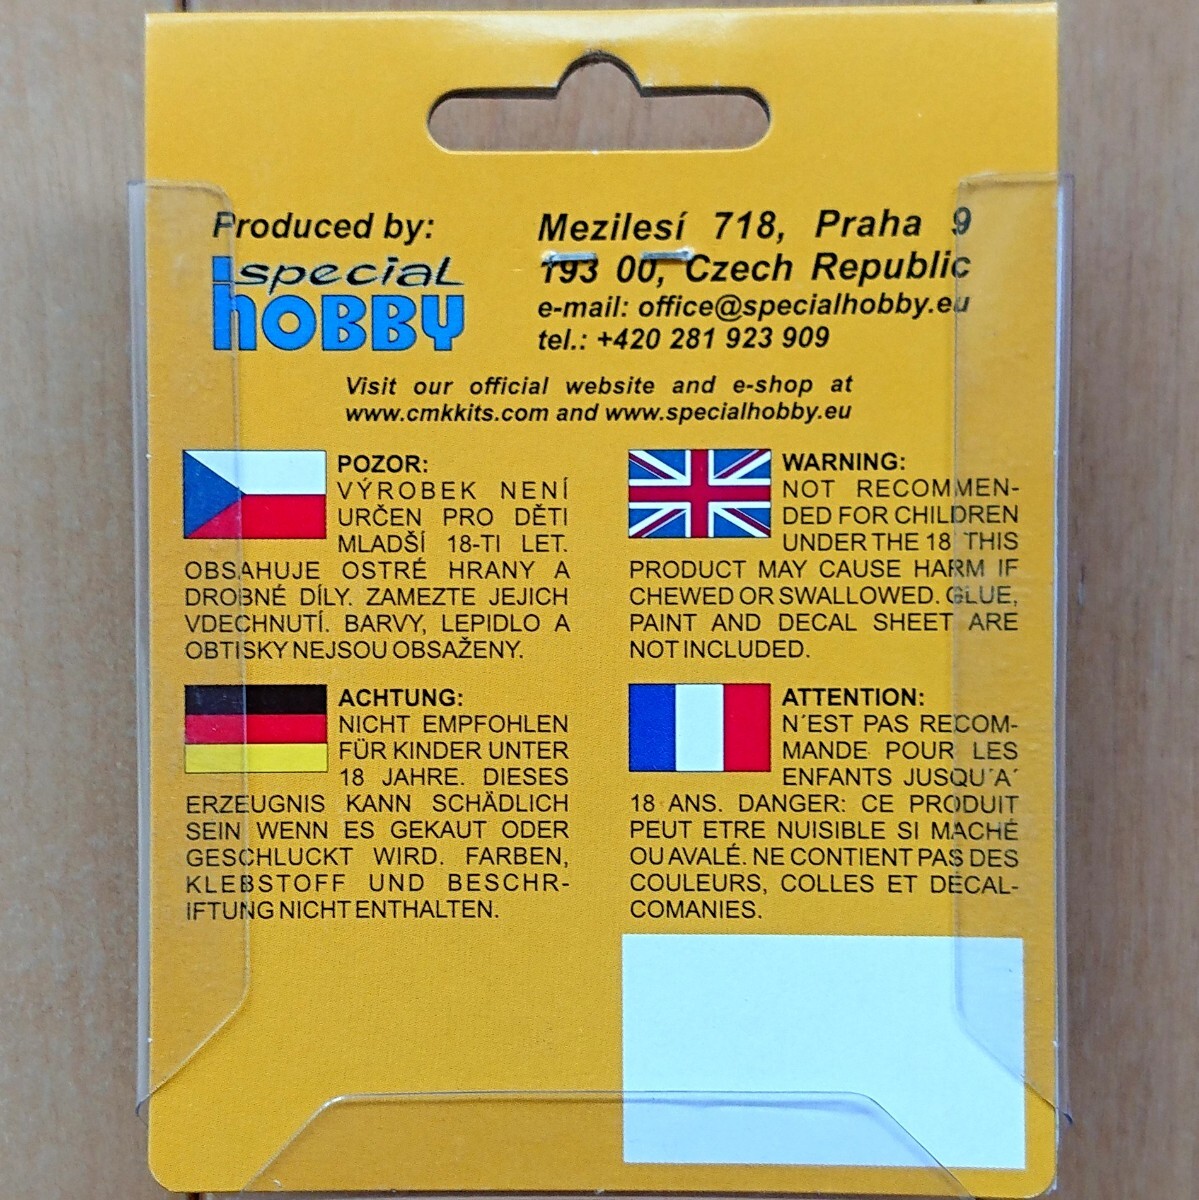 Produced by:
special
HOBBY
Mezilesí 718, Praha 9
193 00, Czech Republic
e-mail: office@specialhobby.eu
tel.: +420 281 923 909
Visit our official website and e-shop at
www.cmkkits.com and www.specialhobby.eu
POZOR:
VÝROBEK NENÍ
URČEN PRO DĚTI
MLADŠÍ 18-TI LET.
OBSAHUJE OSTRÉ HRANY A
DROBNÉ DÍLY. ZAMEZTE JEJICH
VDECHNUTÍ. BARVY, LEPIDLO A
OBTISKY NEJSOU OBSAŽENY.
WARNING:
NOT RECOMMEN-
DED FOR CHILDREN
UNDER THE 18 THIS
PRODUCT MAY CAUSE HARM IF
CHEWED OR SWALLOWED. GLUE,
PAINT AND DECAL SHEET ARE
NOT INCLUDED.
ACHTUNG:
NICHT EMPFOHLEN
FÜR KINDER UNTER
18 JAHRE. DIESES
ERZEUGNIS KANN SCHÄDLICH
SEIN WENN ES GEKAUT ODER
GESCHLUCKT WIRD. FARBEN,
KLEBSTOFF UND BESCHR-
IFTUNG NICHT ENTHALTEN.
ATTENTION:
N´EST PAS RECOM-
MANDE POUR LES
ENFANTS JUSQU´A´
18 ANS. DANGER: CE PRODUIT
PEUT ETRE NUISIBLE SI MACHÉ
OU AVALÉ. NE CONTIENT PAS DES
COULEURS, COLLES ET DECAL-
COMANIES.